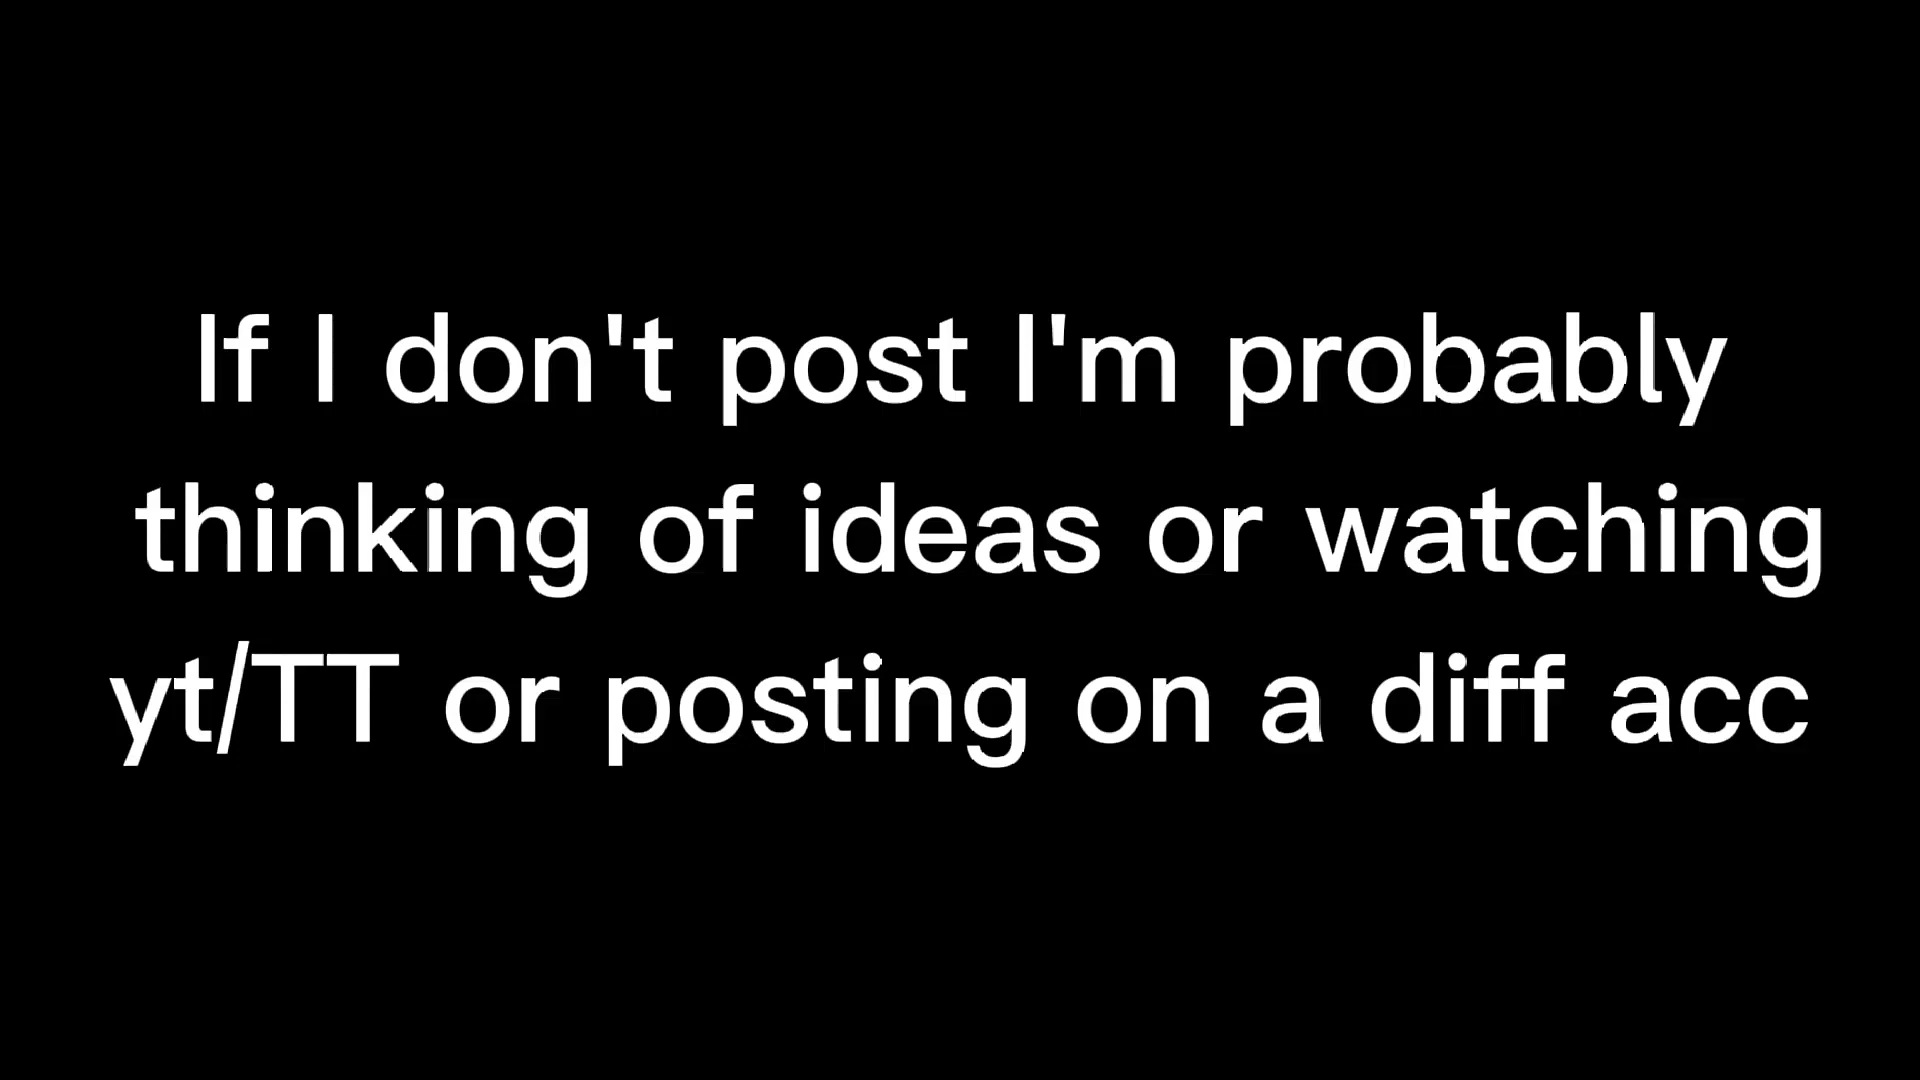 If I don't post I'm probably
thinking of ideas or watching
yt/TT or posting on a diff acc